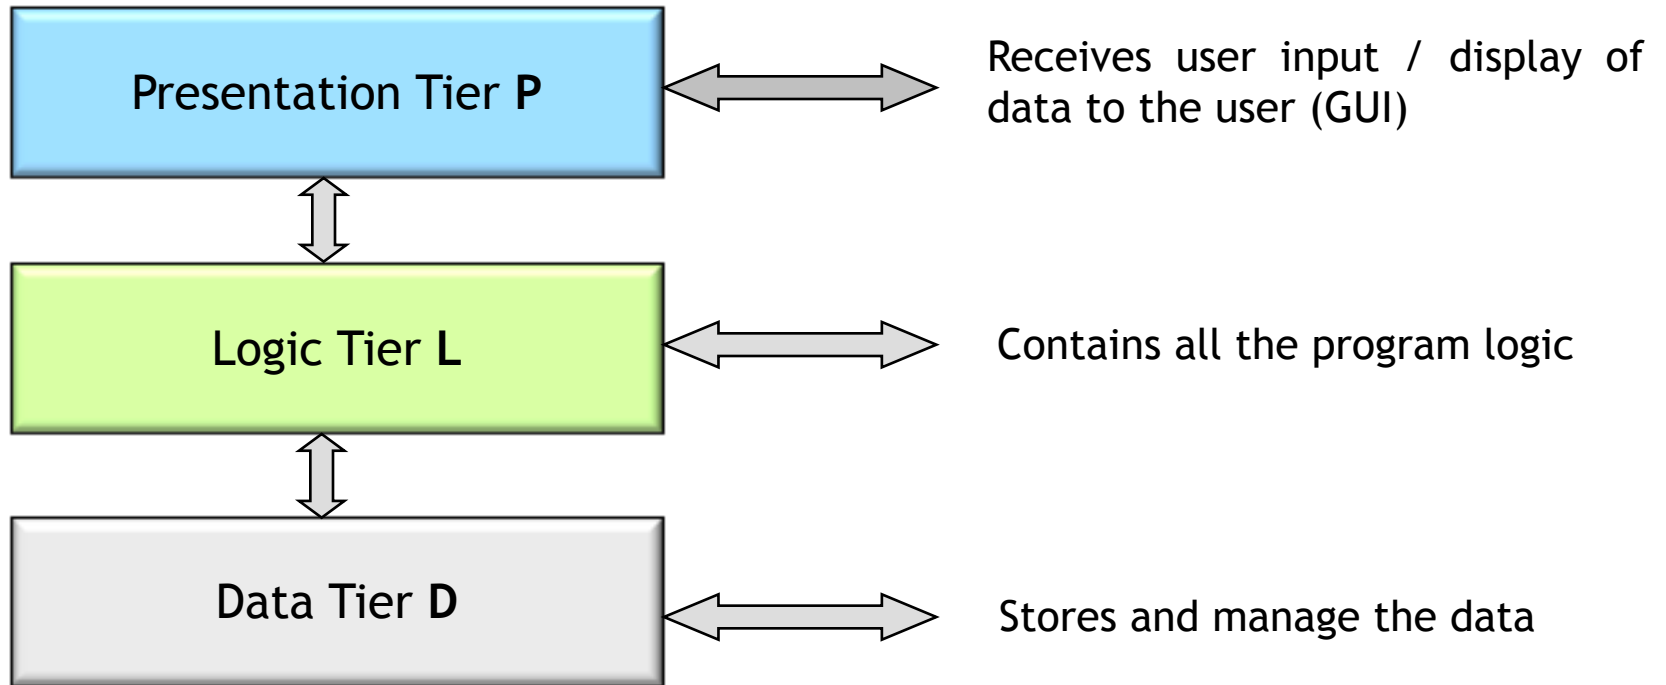 Presentation Tier P
Receives user input / display of
data to the user (GUI)
Logic Tier L
Contains all the program logic
Data Tier D
Stores and manage the data